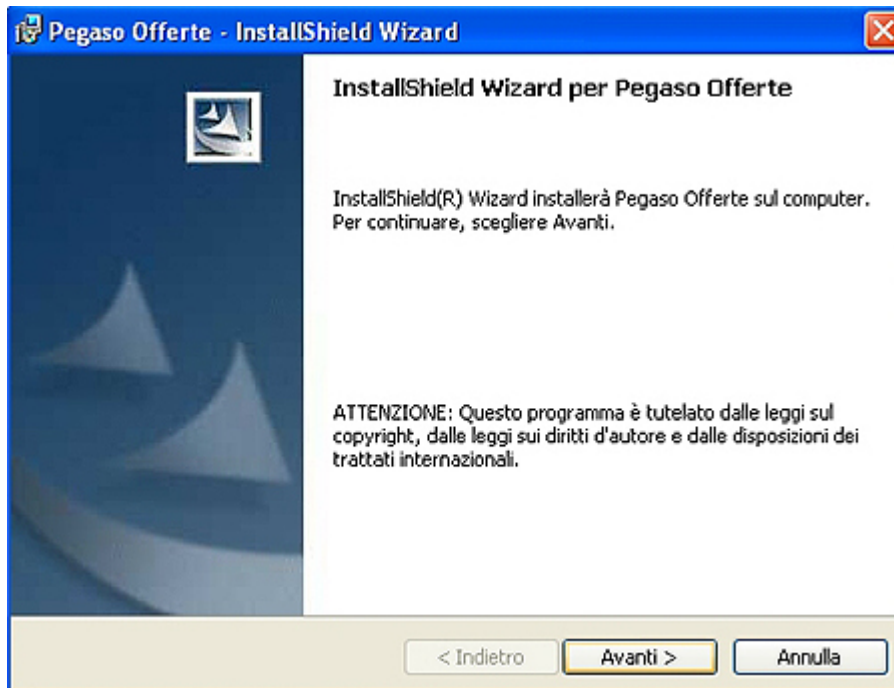 Pegaso Offerte - InstallShield Wizard
InstallShield Wizard per Pegaso Offerte
InstallShield(R) Wizard installerà Pegaso Offerte sul computer.
Per continuare, scegliere Avanti.
ATTENZIONE: Questo programma è tutelato dalle leggi sul
copyright, dalle leggi sui diritti d'autore e dalle disposizioni dei
trattati internazionali.
< Indietro
Avanti >
Annulla